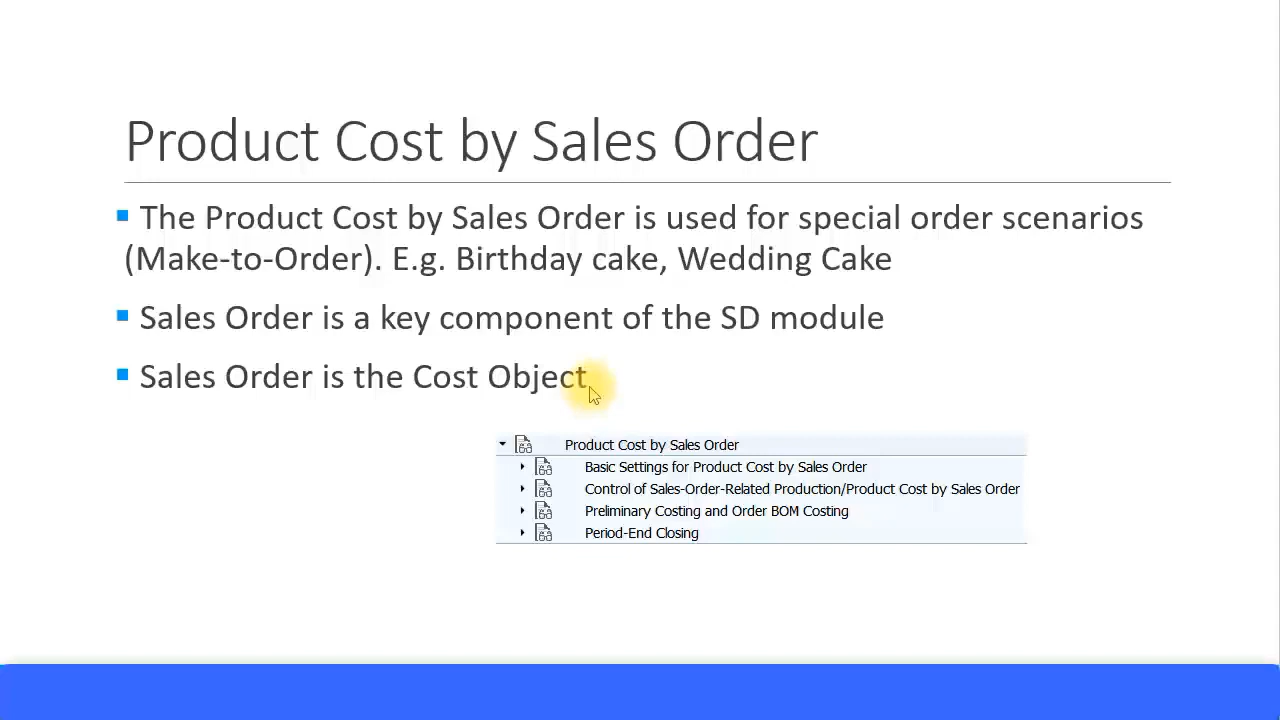 Product Cost by Sales Order
The Product Cost by Sales Order is used for special order scenarios
(Make-to-Order). E.g. Birthday cake, Wedding Cake
Sales Order is a key component of the SD module
Sales Order is the Cost Object
Product Cost by Sales Order
Basic Settings for Product Cost by Sales Order
Control of Sales-Order-Related Production/Product Cost by Sales Order
Preliminary Costing and Order BOM Costing
Period-End Closing